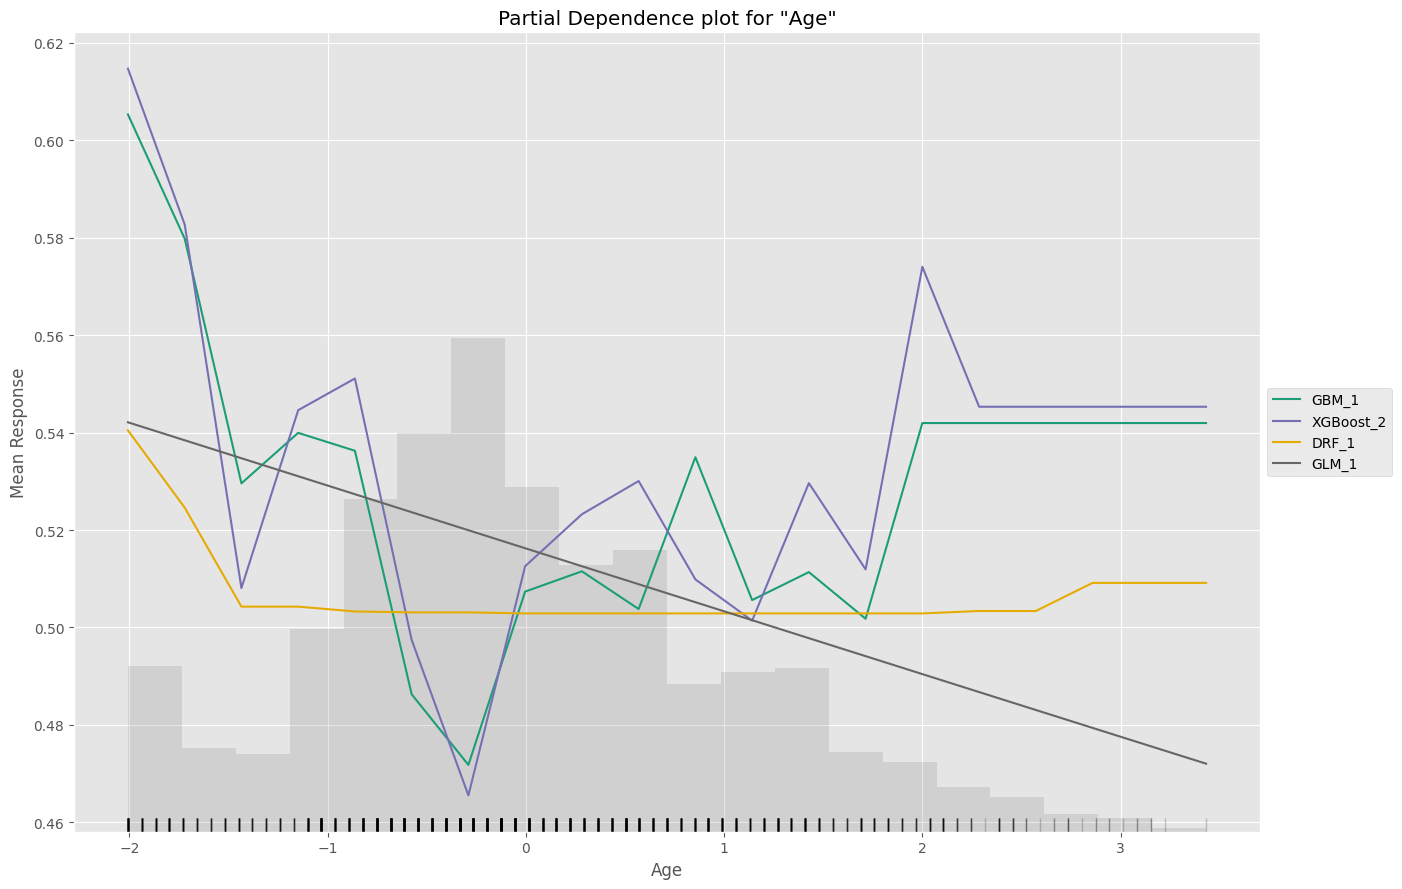 Partial Dependence plot for "Age"
Mean Response
0.62
0.60
0.58
0.56
0.54
0.52
0.50
0.48
0.46
−2
−1
0
1
2
3
Age
GBM_1
XGBoost_2
DRF_1
GLM_1